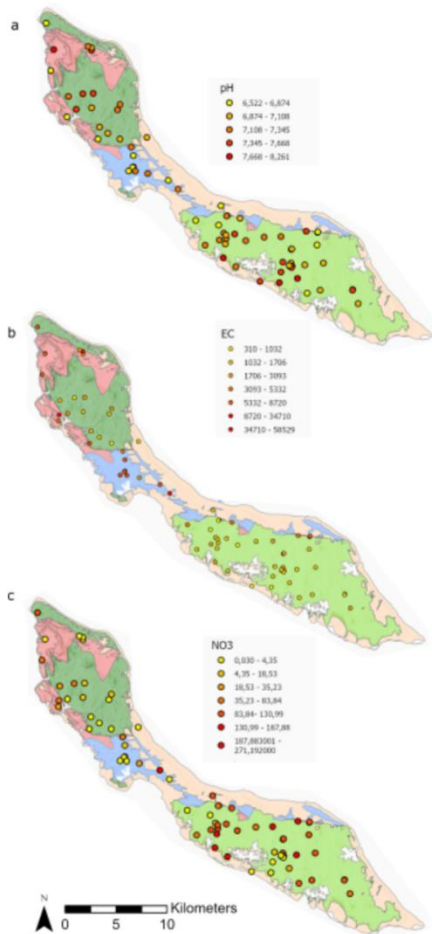 a
pH
6,522 - 6,874
6,874 - 7,108
7,108 - 7,345
7,345 - 7,668
7,668 - 8,261
b
EC
310 - 1032
1032 - 1706
1706 - 3093
3093 - 5332
5332 - 8720
8720 - 34710
34710 - 58529
c
NO3
0,030 - 4,35
4,35 - 18,53
18,53 - 35,23
35,23 - 83,84
83,84 - 130,99
130,99 - 187,88
187,883001 -
271,192000
N
Kilometers
0 5 10